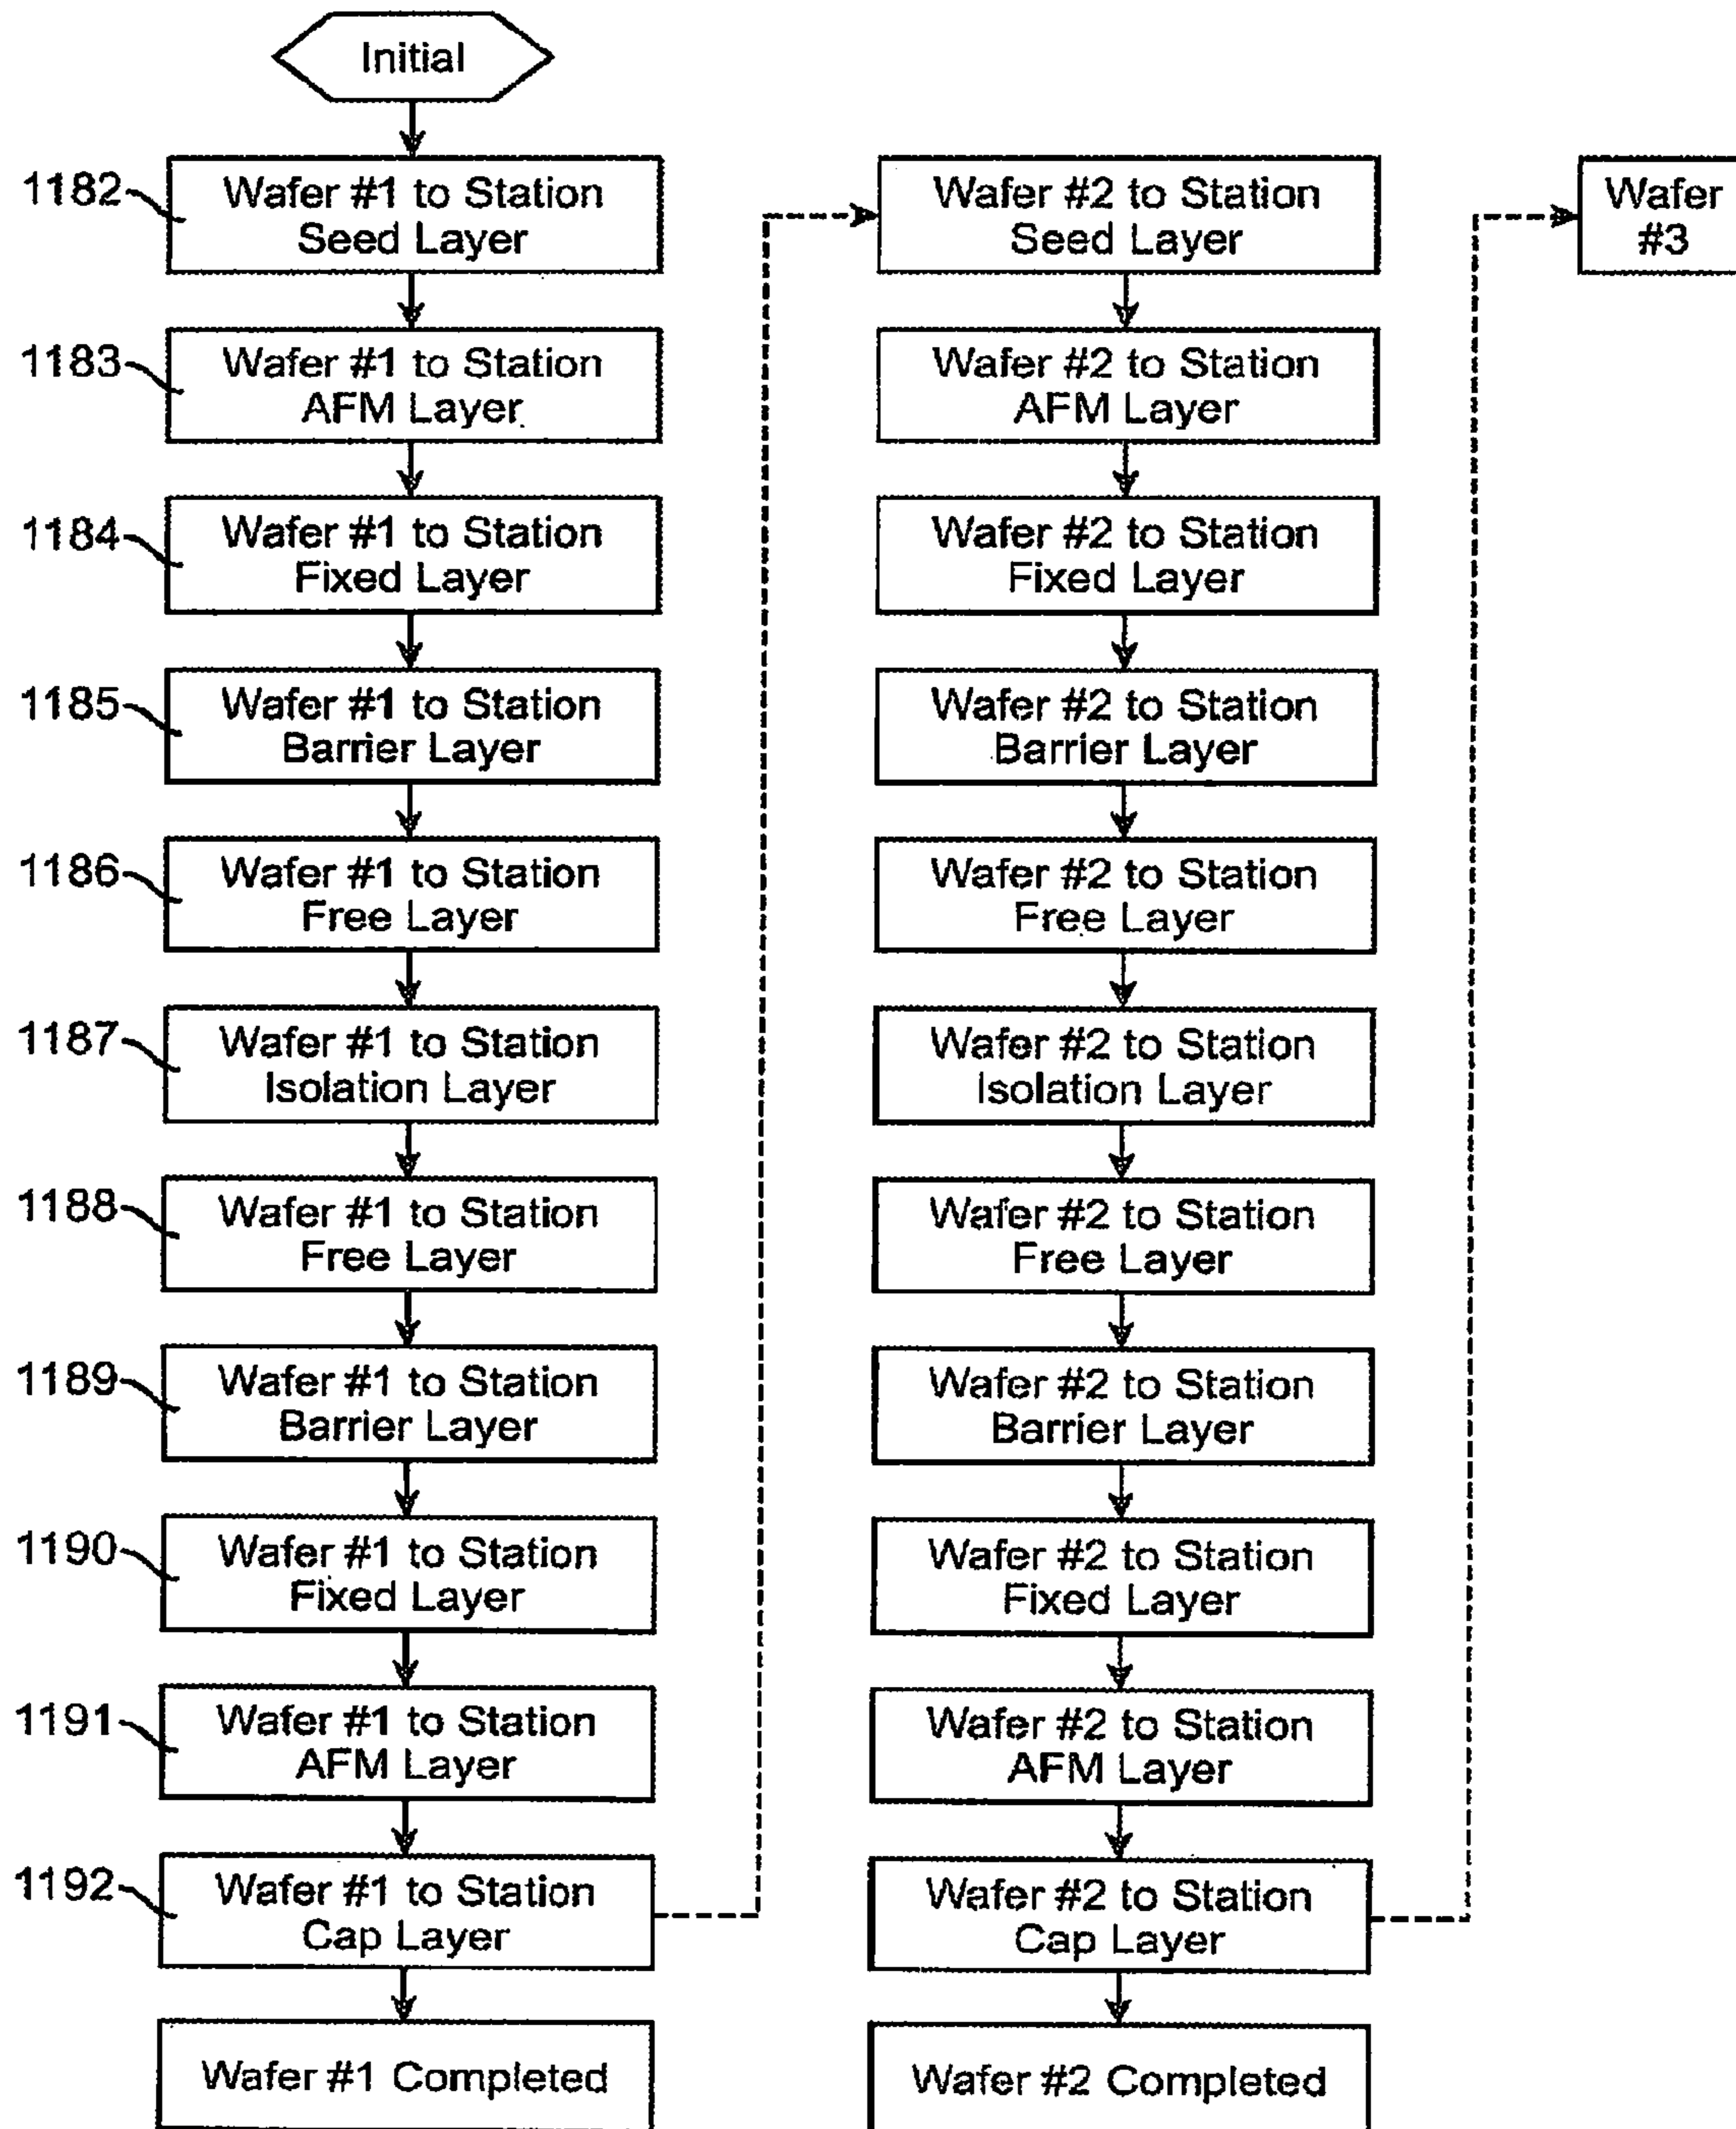 Initial
1182
Wafer #1 to Station
Seed Layer
1183
Wafer #1 to Station
AFM Layer
1184
Wafer #1 to Station
Fixed Layer
1185
Wafer #1 to Station
Barrier Layer
1186
Wafer #1 to Station
Free Layer
1187
Wafer #1 to Station
Isolation Layer
1188
Wafer #1 to Station
Free Layer
1189
Wafer #1 to Station
Barrier Layer
1190
Wafer #1 to Station
Fixed Layer
1191
Wafer #1 to Station
AFM Layer
1192
Wafer #1 to Station
Cap Layer
Wafer #1 Completed
Wafer #2 to Station
Seed Layer
Wafer #2 to Station
AFM Layer
Wafer #2 to Station
Fixed Layer
Wafer #2 to Station
Barrier Layer
Wafer #2 to Station
Free Layer
Wafer #2 to Station
Isolation Layer
Wafer #2 to Station
Free Layer
Wafer #2 to Station
Barrier Layer
Wafer #2 to Station
Fixed Layer
Wafer #2 to Station
AFM Layer
Wafer #2 to Station
Cap Layer
Wafer #2 Completed
Wafer
#3